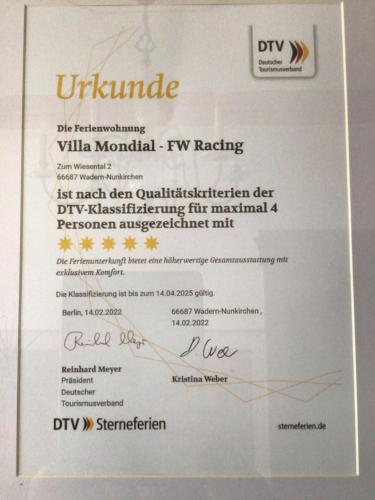 DTV
Deutscher
Tourismusverband
Urkunde
Die Ferienwohnung
Villa Mondial - FW Racing
Zum Wiesental 2
66687 Wadern-Nunkirchen
ist nach den Qualitätskriterien der
DTV-Klassifizierung für maximal 4
Personen ausgezeichnet mit
Die Ferienunterkunft bietet eine höherwertige Gesamtausstattung mit
exklusivem Komfort.
Die Klassifizierung ist bis zum 14.04.2025 gültig.
Berlin, 14.02.2022
66687 Wadern-Nunkirchen ,
14.02.2022
Reinhard Meyer
Präsident
Deutscher
Tourismusverband
Kristina Weber
DTV Sterneferien
sterneferien.de